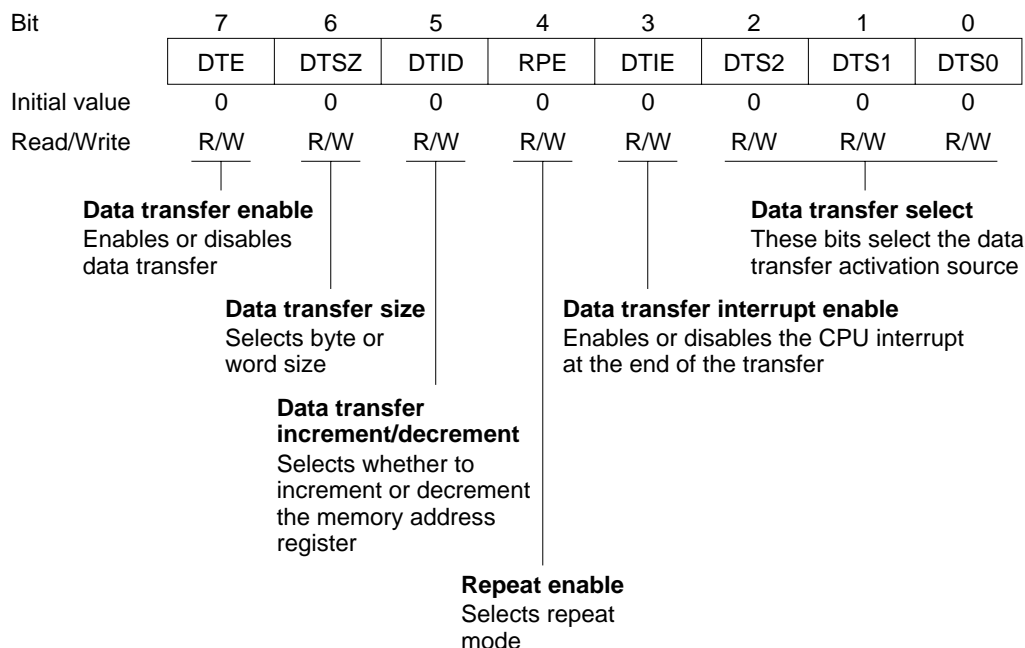 Bit 7 6 5 4 3 2 1 0
DTE DTSZ DTID RPE DTIE DTS2 DTS1 DTS0
Initial value 0 0 0 0 0 0 0 0
Read/Write R/W R/W R/W R/W R/W R/W R/W R/W
Data transfer enable
Enables or disables
data transfer
Data transfer select
These bits select the data
transfer activation source
Data transfer size
Selects byte or
word size
Data transfer interrupt enable
Enables or disables the CPU interrupt
at the end of the transfer
Data transfer
increment/decrement
Selects whether to
increment or decrement
the memory address
register
Repeat enable
Selects repeat
mode